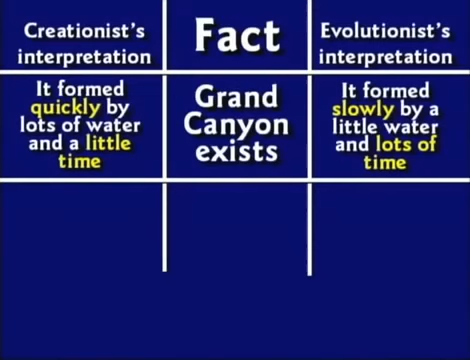 Creationist's
interpretation
Fact
Evolutionist's
interpretation
It formed
quickly by
lots of water
and a little
time
Grand
Canyon
exists
It formed
slowly by a
little water
and lots of
time